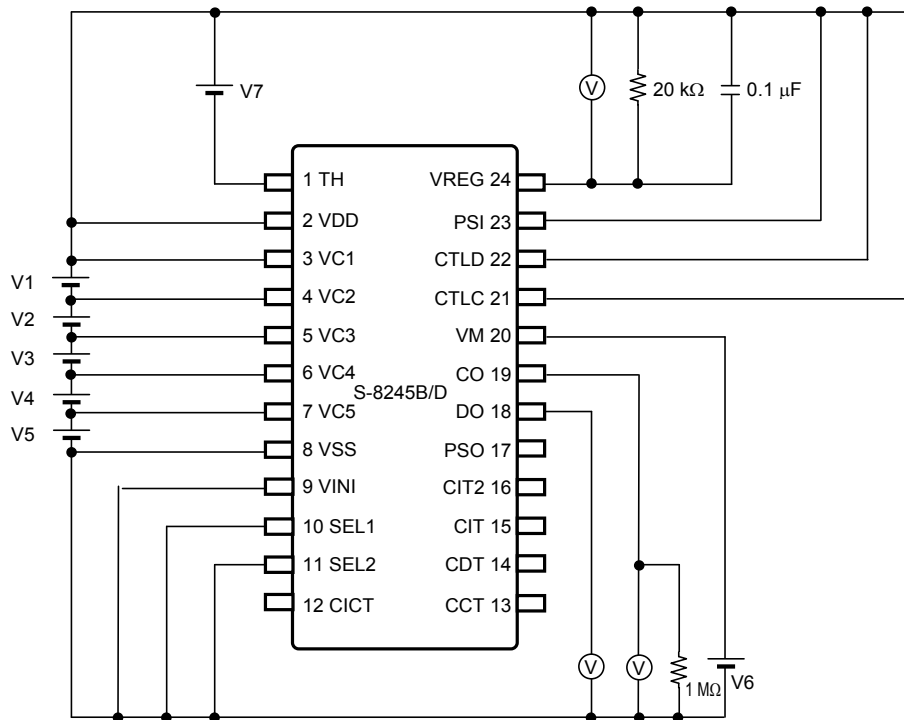 V7
V
20 kΩ
0.1 μF
1 TH
VREG 24
2 VDD
PSI 23
3 VC1
CTLD 22
V1
4 VC2
CTLC 21
V2
5 VC3
VM 20
V3
6 VC4
CO 19
S-8245B/D
V4
7 VC5
DO 18
V5
8 VSS
PSO 17
9 VINI
CIT2 16
10 SEL1
CIT 15
11 SEL2
CDT 14
12 CICT
CCT 13
V
V
1 MΩ
V6